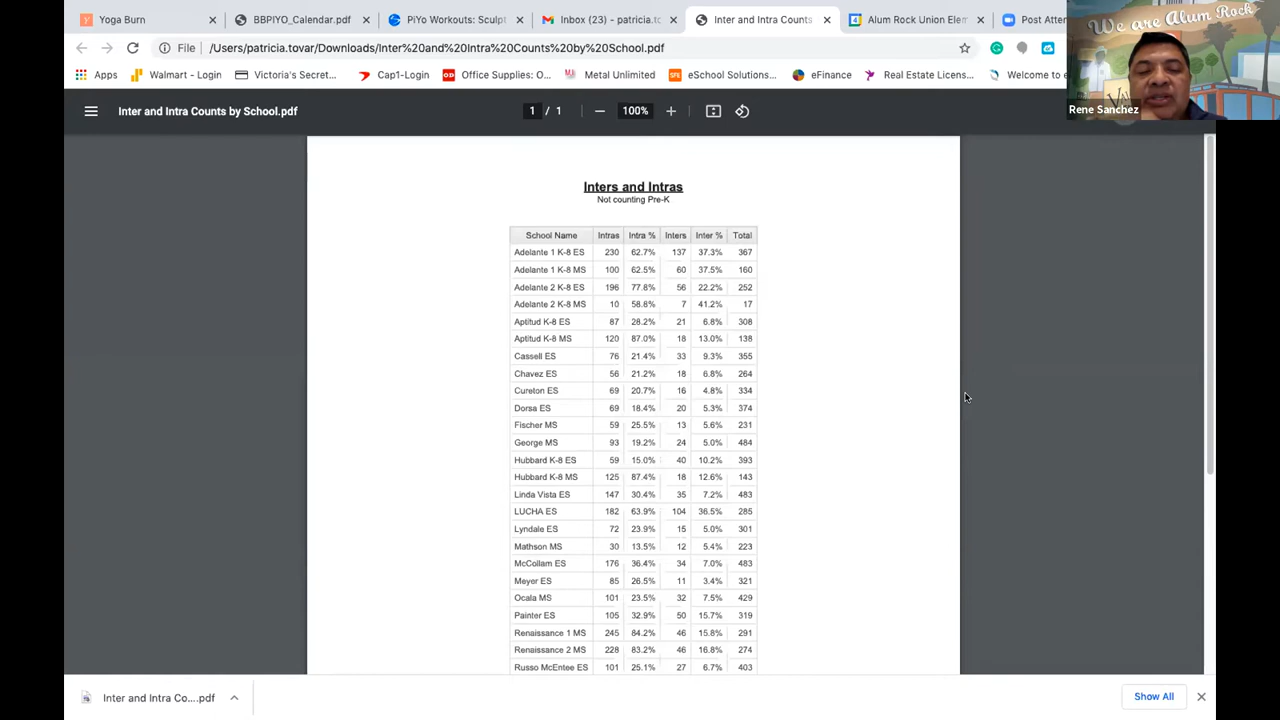 Yoga Burn
BBPIYO_Calendar.pdf
PiYo Workouts: Sculpt
Inbox (23) - patricia.to
Inter and Intra Counts
Alum Rock Union Elem
Post Atten
We are Alum Rock
File
/Users/patricia.tovar/Downloads/Inter%20and%20Intra%20Counts%20by%20School.pdf
Apps
Walmart - Login
Victoria's Secret...
Cap1-Login
Office Supplies: O...
Metal Unlimited
eSchool Solutions...
eFinance
Real Estate Licens...
Welcome to e
Rene Sanchez
Inter and Intra Counts by School.pdf
1 / 1
100%
Inters and Intras
Not counting Pre-K
School Name Intras Intra % Inters Inter % Total
Adelante 1 K-8 ES 230 62.7% 137 37.3% 367
Adelante 1 K-8 MS 100 62.5% 60 37.5% 160
Adelante 2 K-8 ES 196 77.8% 56 22.2% 252
Adelante 2 K-8 MS 10 58.8% 7 41.2% 17
Aptitud K-8 ES 87 28.2% 21 6.8% 308
Aptitud K-8 MS 120 87.0% 18 13.0% 138
Cassell ES 76 21.4% 33 9.3% 355
Chavez ES 56 21.2% 18 6.8% 264
Cureton ES 69 20.7% 16 4.8% 334
Dorsa ES 69 18.4% 20 5.3% 374
Fischer MS 59 25.5% 13 5.6% 231
George MS 93 19.2% 24 5.0% 484
Hubbard K-8 ES 59 15.0% 40 10.2% 393
Hubbard K-8 MS 125 87.4% 18 12.6% 143
Linda Vista ES 147 30.4% 35 7.2% 483
LUCHA ES 182 63.9% 104 36.5% 285
Lyndale ES 72 23.9% 15 5.0% 301
Mathson MS 30 13.5% 12 5.4% 223
McCollam ES 176 36.4% 34 7.0% 483
Meyer ES 85 26.5% 11 3.4% 321
Ocala MS 101 23.5% 32 7.5% 429
Painter ES 105 32.9% 50 15.7% 319
Renaissance 1 MS 245 84.2% 46 15.8% 291
Renaissance 2 MS 228 83.2% 46 16.8% 274
Russo McEntee ES 101 25.1% 27 6.7% 403
Inter and Intra Co....pdf
Show All